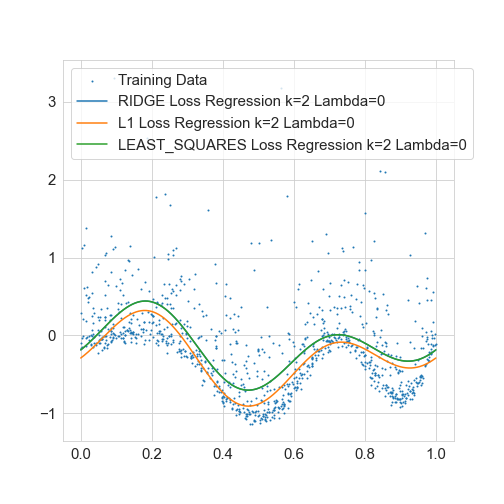 Training Data
RIDGE Loss Regression k=2 Lambda=0
L1 Loss Regression k=2 Lambda=0
LEAST_SQUARES Loss Regression k=2 Lambda=0
3
2
1
0
−1
0.0 0.2 0.4 0.6 0.8 1.0